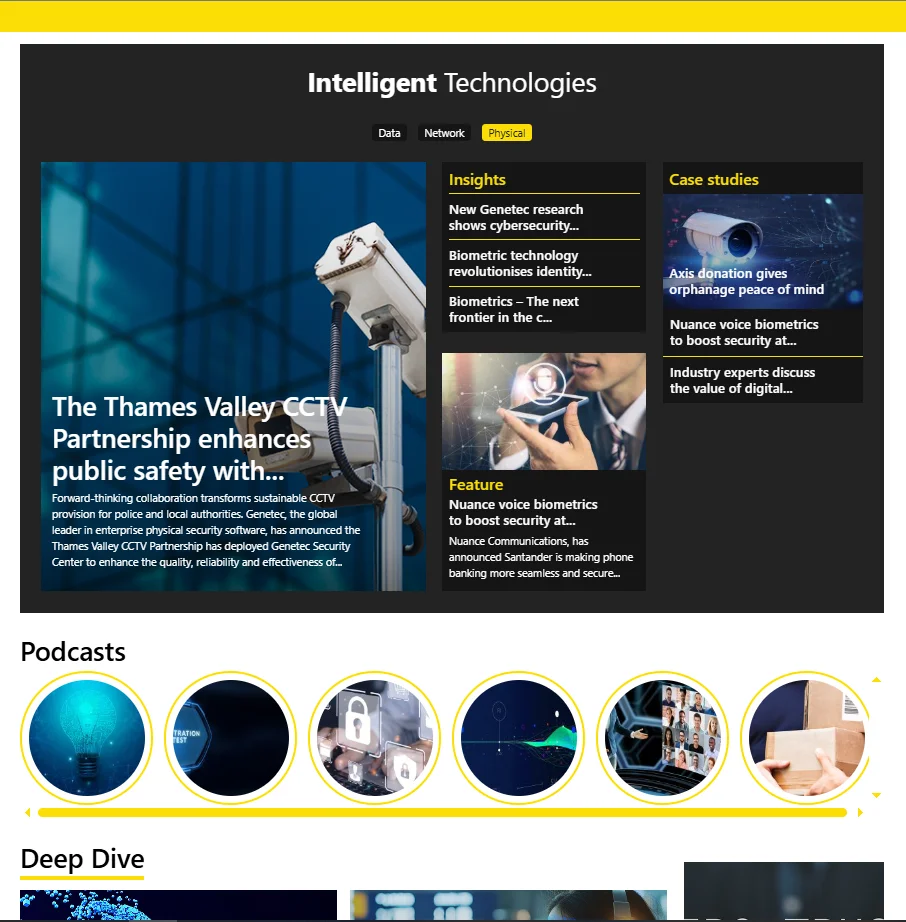 Intelligent Technologies
Data
Network
Physical
The Thames Valley CCTV
Partnership enhances
public safety with...
Forward-thinking collaboration transforms sustainable CCTV
provision for police and local authorities. Genetec, the global
leader in enterprise physical security software, has announced the
Thames Valley CCTV Partnership has deployed Genetec Security
Center to enhance the quality, reliability and effectiveness of...
Insights
New Genetec research
shows cybersecurity...
Biometric technology
revolutionises identity...
Biometrics – The next
frontier in the c...
Feature
Nuance voice biometrics
to boost security at...
Nuance Communications, has
announced Santander is making phone
banking more seamless and secure...
Case studies
Axis donation gives
orphanage peace of mind
Nuance voice biometrics
to boost security at...
Industry experts discuss
the value of digital...
Podcasts
TRATION
TEST
Deep Dive